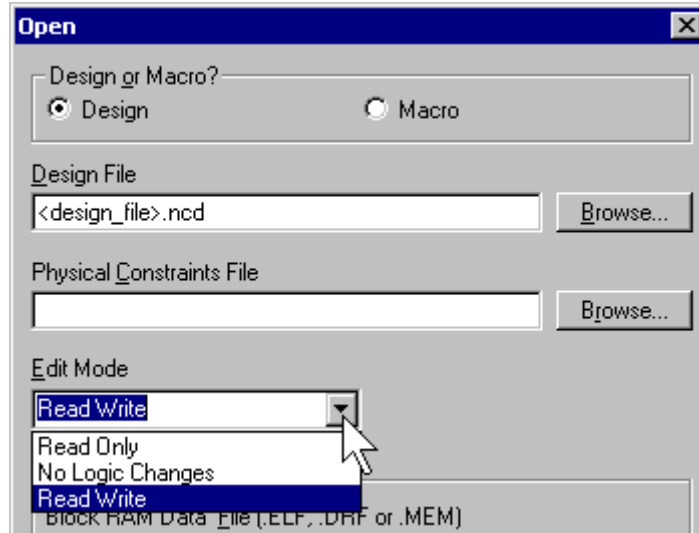 Open
Design or Macro?
Design Macro
Design File
<design_file>.ncd Browse...
Physical Constraints File
Browse...
Edit Mode
Read Write
Read Only
No Logic Changes
Read Write
Block RAM Data File (.ELF, .DRF or .MEM)